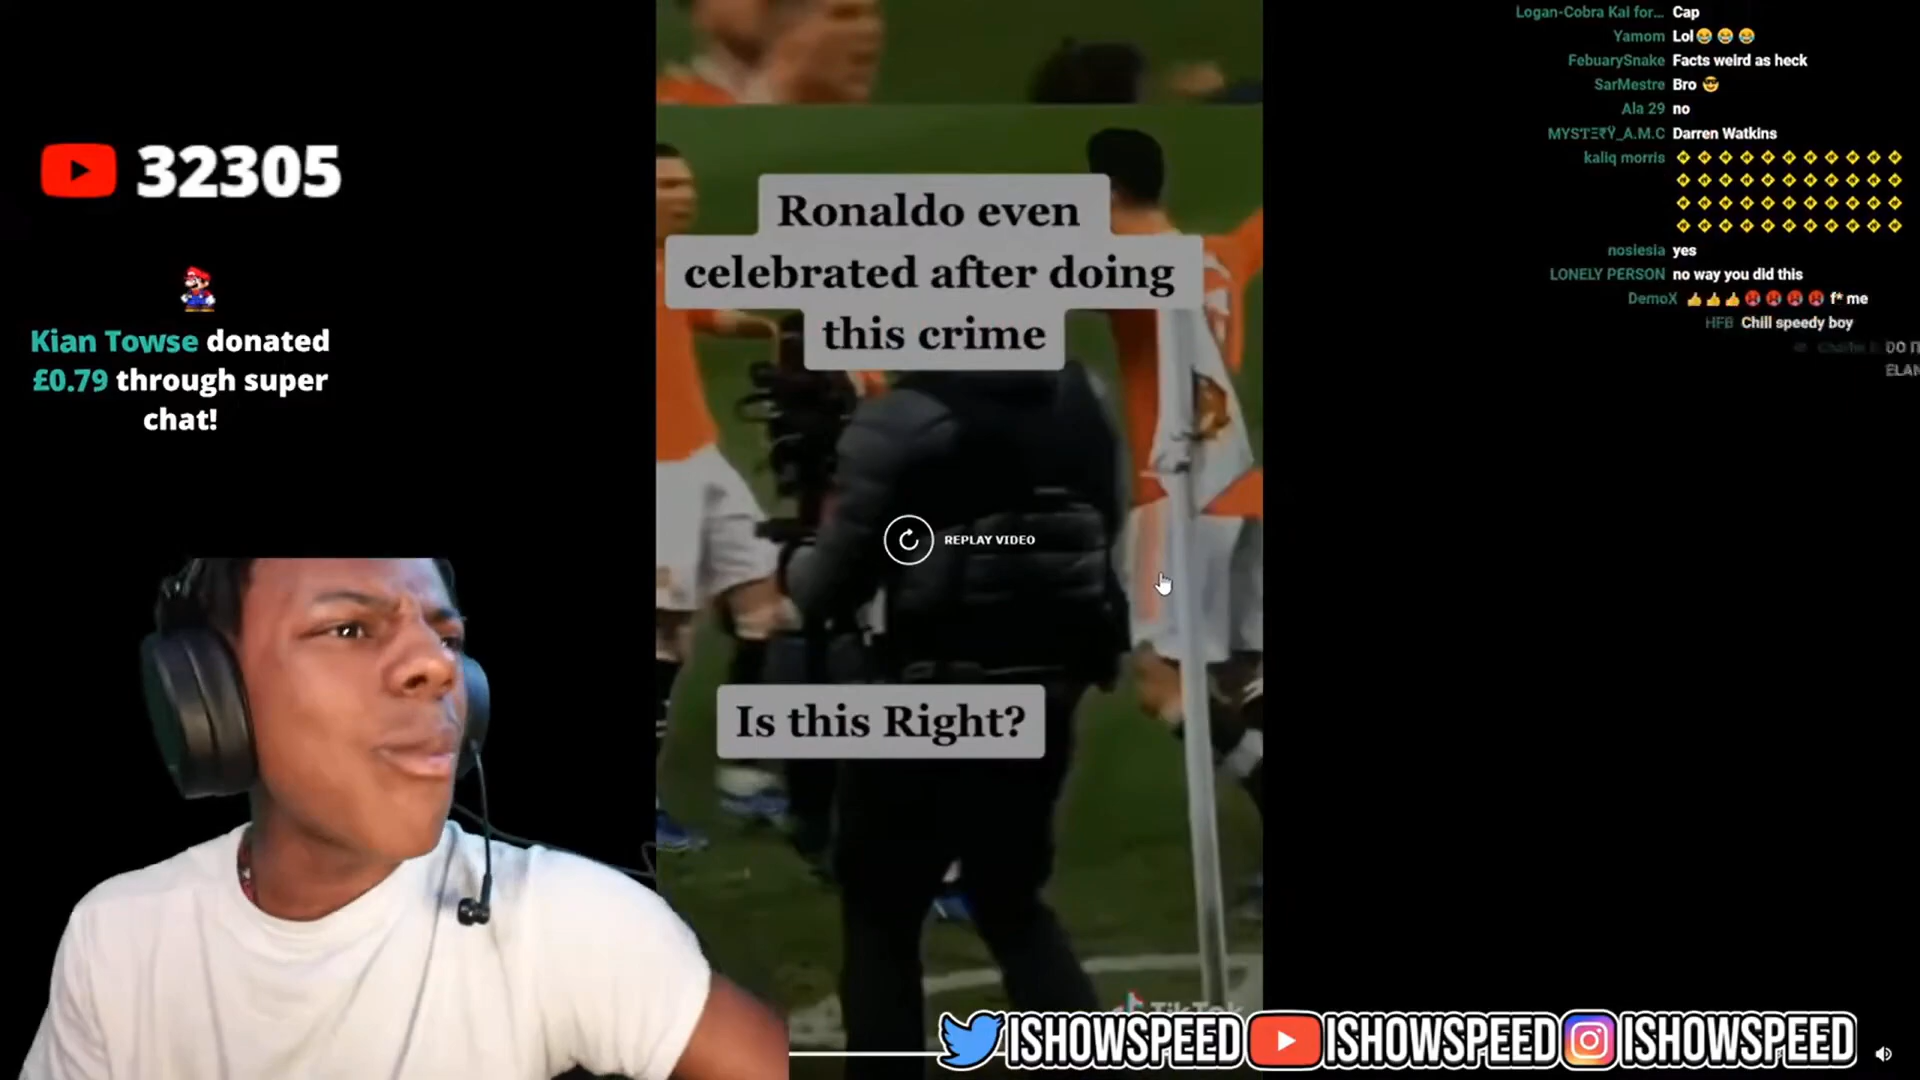 32305
Kian Towse donated
£0.79 through super
chat!
Ronaldo even
celebrated after doing
this crime
REPLAY VIDEO
Is this Right?
TikTok
Logan-Cobra Kai for... Cap
Yamom Lol😂😂😂
FebuarySnake Facts weird as heck
SarMestre Bro 😎
Ala 29 no
MYSTΞ₹Ÿ_A.M.C Darren Watkins
kaliq morris
nosiesia yes
LONELY PERSON no way you did this
DemoX 👍👍👍🤬🤬🤬🤬 f* me
HFB Chill speedy boy
ISHOWSPEED ISHOWSPEED ISHOWSPEED